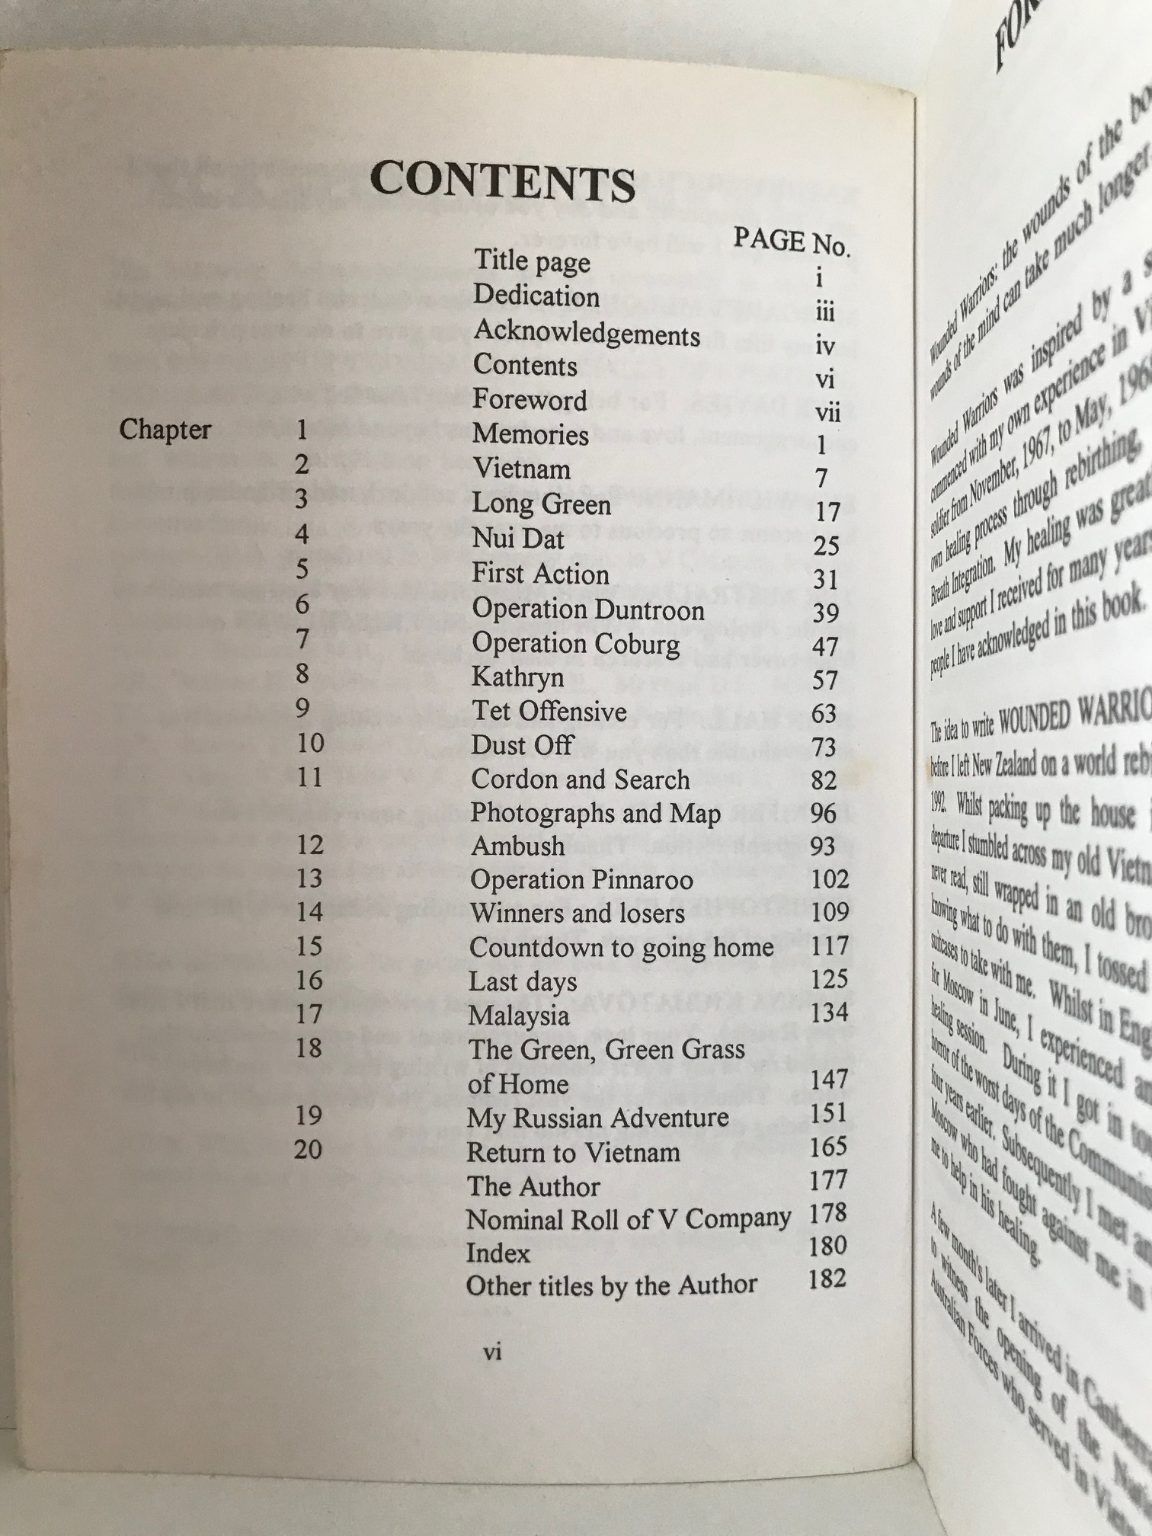 CONTENTS
PAGE No.
Title page i
Dedication iii
Acknowledgements iv
Contents vi
Foreword vii
Chapter 1 Memories 1
2 Vietnam 7
3 Long Green 17
4 Nui Dat 25
5 First Action 31
6 Operation Duntroon 39
7 Operation Coburg 47
8 Kathryn 57
9 Tet Offensive 63
10 Dust Off 73
11 Cordon and Search 82
Photographs and Map 96
12 Ambush 93
13 Operation Pinnaroo 102
14 Winners and losers 109
15 Countdown to going home 117
16 Last days 125
17 Malaysia 134
18 The Green, Green Grass
of Home 147
19 My Russian Adventure 151
20 Return to Vietnam 165
The Author 177
Nominal Roll of V Company 178
Index 180
Other titles by the Author 182
vi
Wounded Warriors: the wounds of the
wounds of the mind can take much longer
Wounded Warriors was inspired by a
commenced with my own experience in
soldier from November, 1967, to May, 1968
own healing process through rebirthing,
Breath Integration. My healing was
love and support I received for many years
people I have acknowledged in this book.
The idea to write WOUNDED
before I left New Zealand on a world
1992. Whilst packing up the house
departure I stumbled across my old
never read, still wrapped in an old
knowing what to do with them, I tossed
suitcases to take with me. Whilst in
for Moscow in June, I experienced
healing session. During it I got in
horror of the worst days of the
four years earlier. Subsequently I met
Moscow who had fought against me in
me to help in his healing.
A few month's later I arrived in
to witness the opening of the
Australian Forces who served in